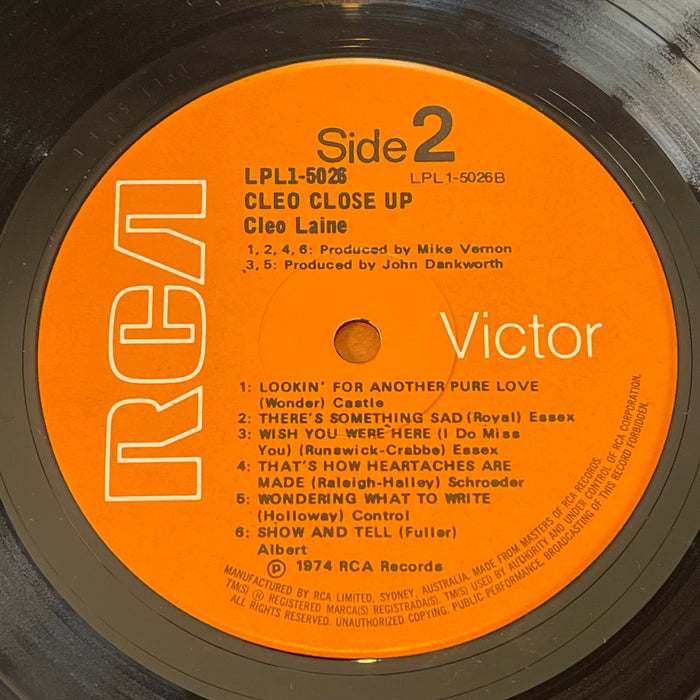 RCA
Side 2
LPL1-5026 LPL1-5026B
CLEO CLOSE UP
Cleo Laine
1, 2, 4, 6: Produced by Mike Vernon
3, 5: Produced by John Dankworth
Victor
1: LOOKIN' FOR ANOTHER PURE LOVE
(Wonder) Castle
2: THERE'S SOMETHING SAD (Royal) Essex
3: WISH YOU WERE HERE (I Do Miss
You) (Runswick-Crabbe) Essex
4: THAT'S HOW HEARTACHES ARE
MADE (Raleigh-Halley) Schroeder
5: WONDERING WHAT TO WRITE
(Holloway) Control
6: SHOW AND TELL (Fuller)
Albert
℗ 1974 RCA Records
MANUFACTURED BY RCA LIMITED, SYDNEY, AUSTRALIA. MADE FROM MASTERS OF RCA RECORDS.
TM(S) ® REGISTERED MARCA(S) REGISTRADA(S). TM(S) USED BY AUTHORITY AND UNDER CONTROL OF RCA CORPORATION.
ALL RIGHTS RESERVED. UNAUTHORIZED COPYING, PUBLIC PERFORMANCE, BROADCASTING OF THIS RECORD FORBIDDEN.